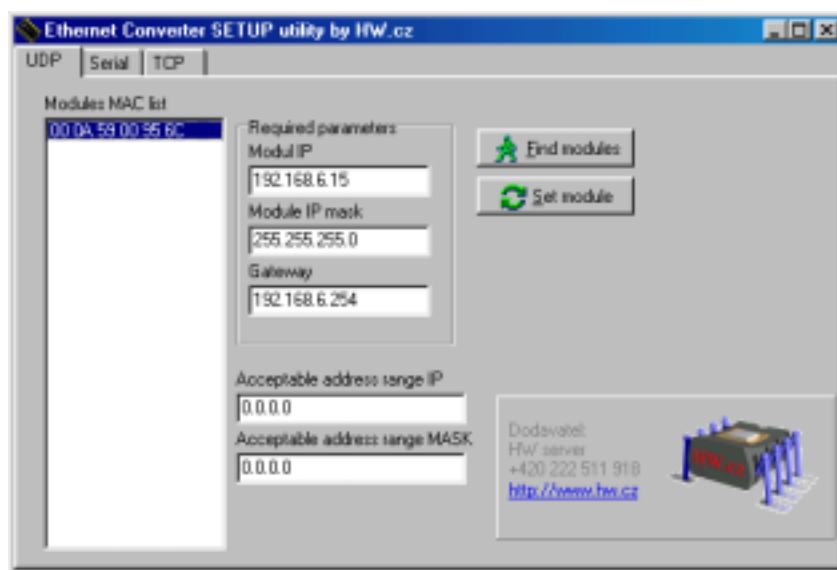 Ethernet Converter SETUP utility by HW.cz
UDP Serial TCP
Modules MAC list
00 0A 59 00 95 6C
Required parameters
Modul IP
192.168.6.15
Module IP mask
255.255.255.0
Gateway
192.168.6.254
Find modules
Set module
Acceptable address range IP
0.0.0.0
Acceptable address range MASK
0.0.0.0
Dodavatel:
HW server
+420 222 511 918
http://www.hw.cz
HW.cz